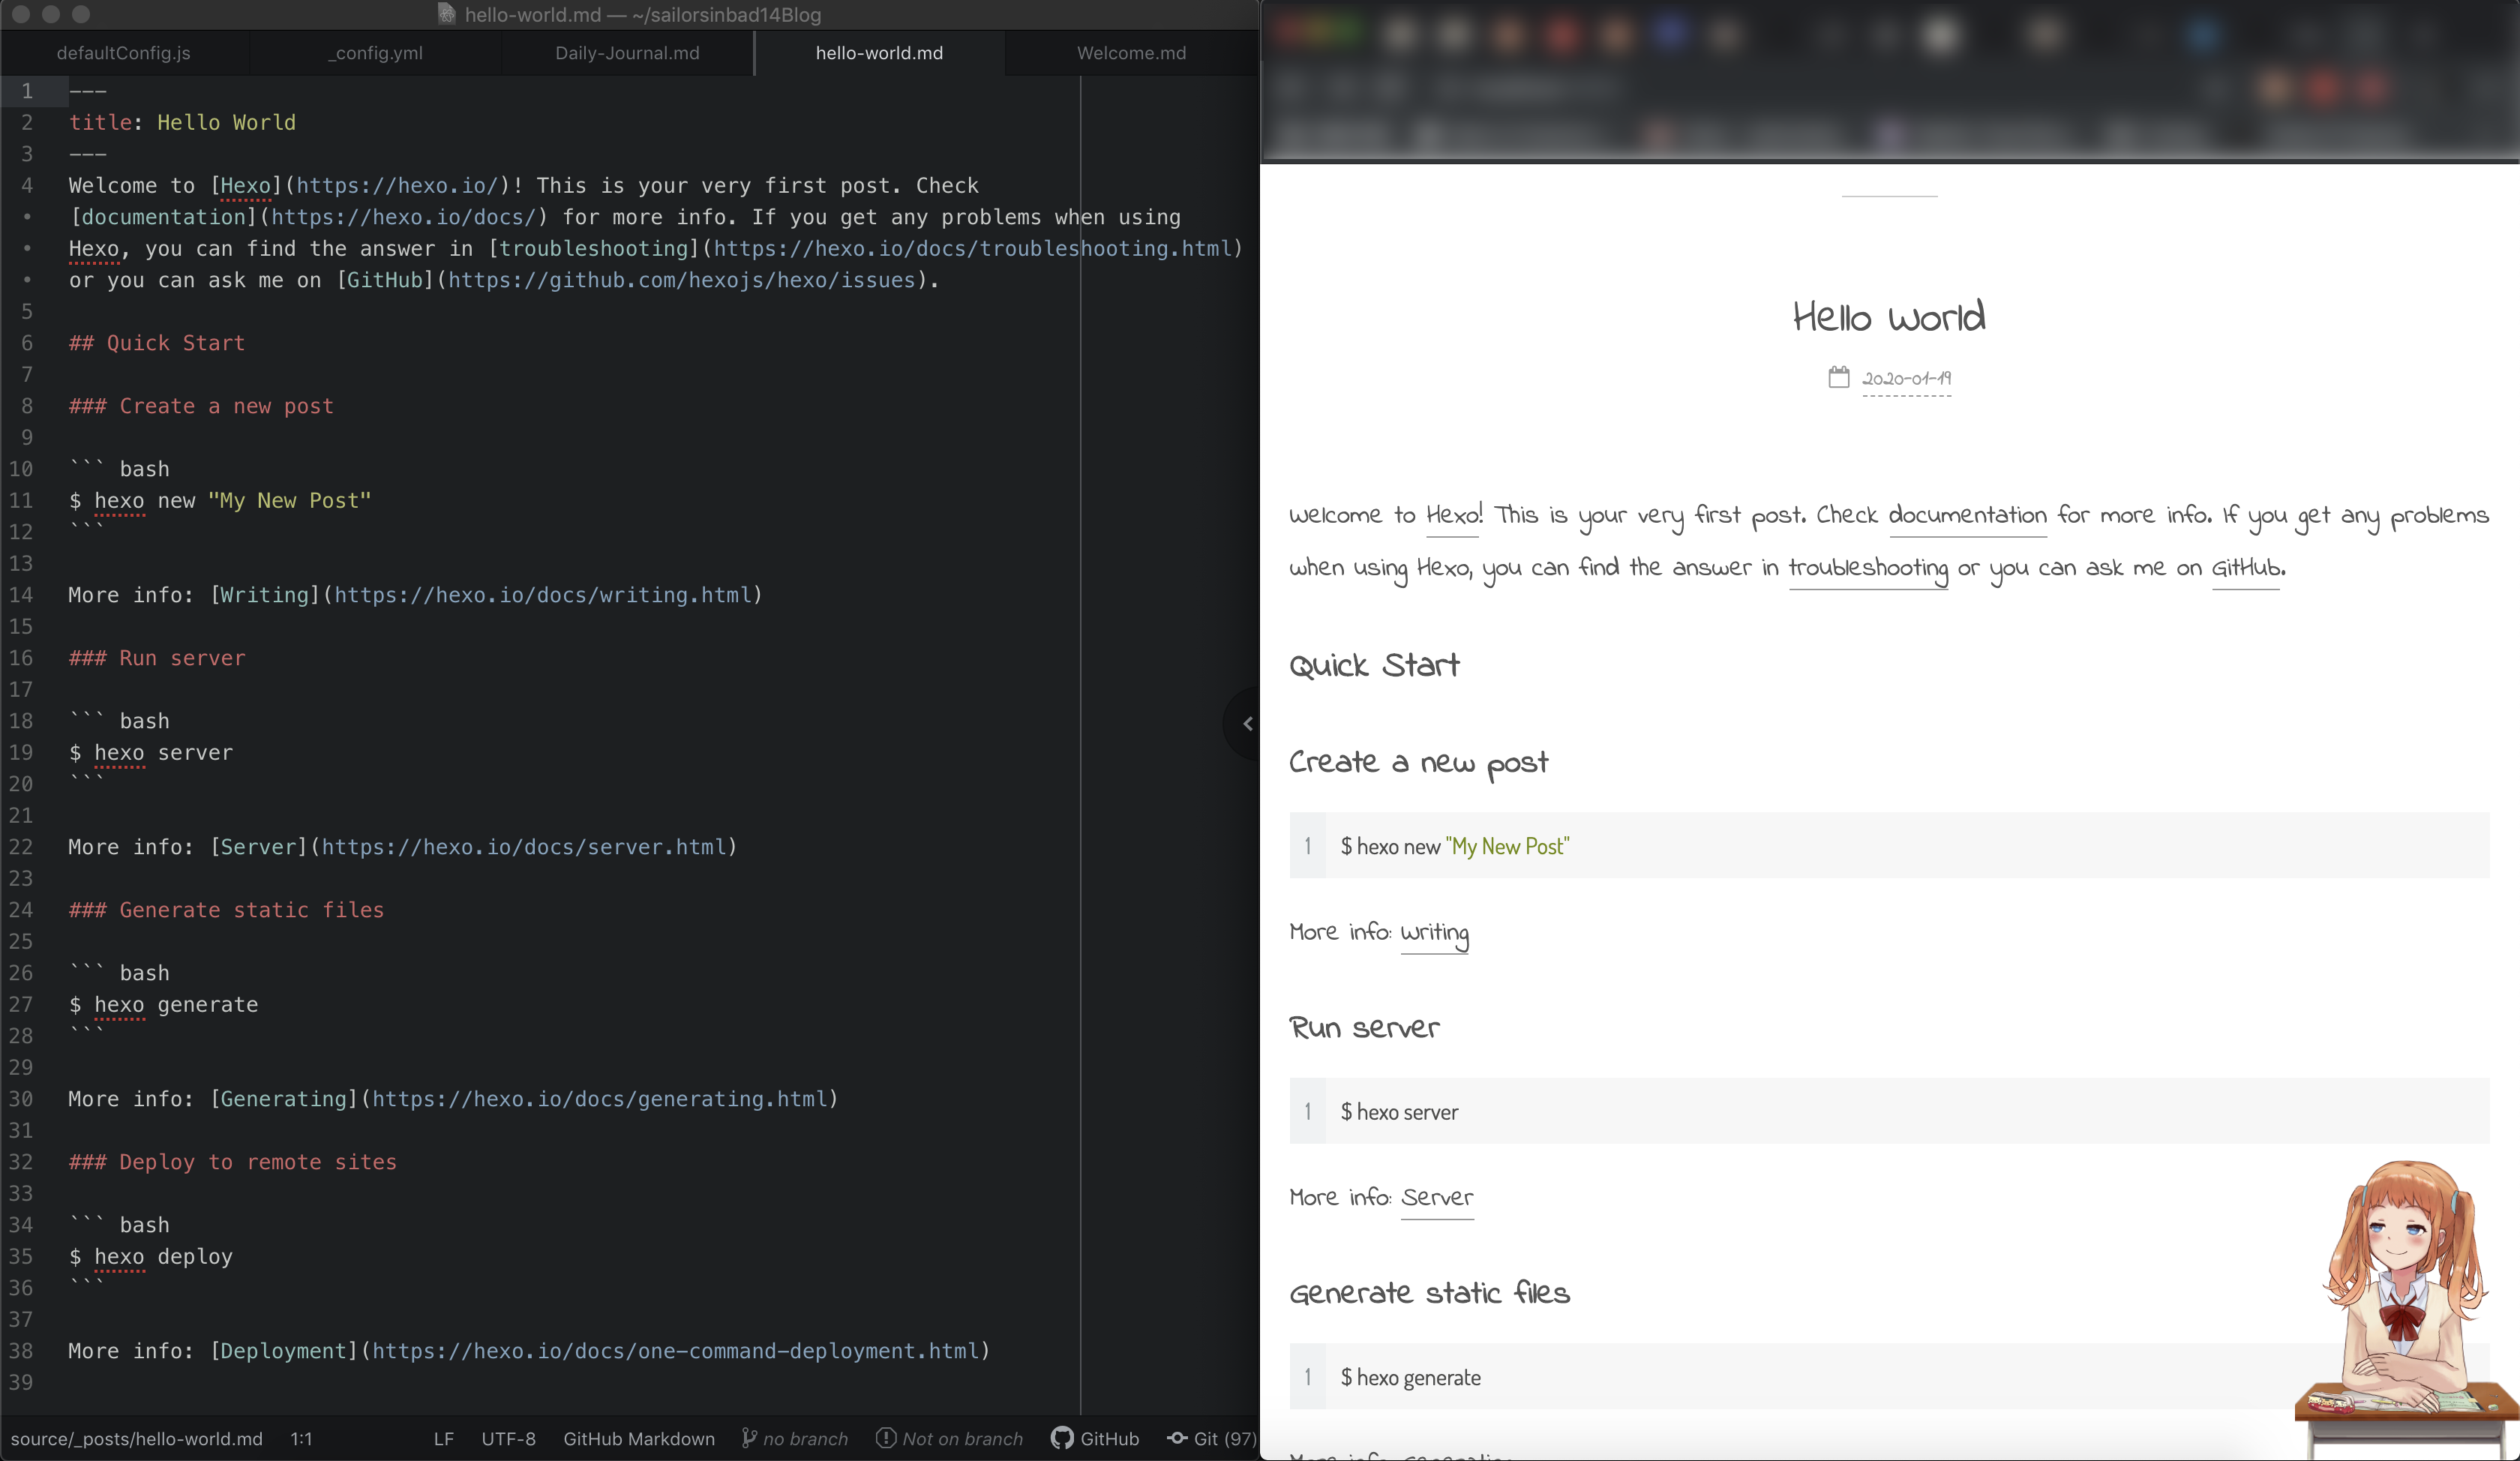 hello-world.md — ~/sailorsinbad14Blog
defaultConfig.js
_config.yml
Daily-Journal.md
hello-world.md
Welcome.md
1 ---
2 title: Hello World
3 ---
4 Welcome to [Hexo](https://hexo.io/)! This is your very first post. Check
• [documentation](https://hexo.io/docs/) for more info. If you get any problems when using
• Hexo, you can find the answer in [troubleshooting](https://hexo.io/docs/troubleshooting.html)
• or you can ask me on [GitHub](https://github.com/hexojs/hexo/issues).
5
6 ## Quick Start
7
8 ### Create a new post
9
10 ``` bash
11 $ hexo new "My New Post"
12 ```
13
14 More info: [Writing](https://hexo.io/docs/writing.html)
15
16 ### Run server
17
18 ``` bash
19 $ hexo server
20 ```
21
22 More info: [Server](https://hexo.io/docs/server.html)
23
24 ### Generate static files
25
26 ``` bash
27 $ hexo generate
28 ```
29
30 More info: [Generating](https://hexo.io/docs/generating.html)
31
32 ### Deploy to remote sites
33
34 ``` bash
35 $ hexo deploy
36 ```
37
38 More info: [Deployment](https://hexo.io/docs/one-command-deployment.html)
39
source/_posts/hello-world.md 1:1 LF UTF-8 GitHub Markdown no branch Not on branch GitHub Git (97)
Hello World
2020-01-19
Welcome to Hexo! This is your very first post. Check documentation for more info. If you get any problems
when using Hexo, you can find the answer in troubleshooting or you can ask me on GitHub.
Quick Start
Create a new post
1 $ hexo new "My New Post"
More info: Writing
Run server
1 $ hexo server
More info: Server
Generate static files
1 $ hexo generate